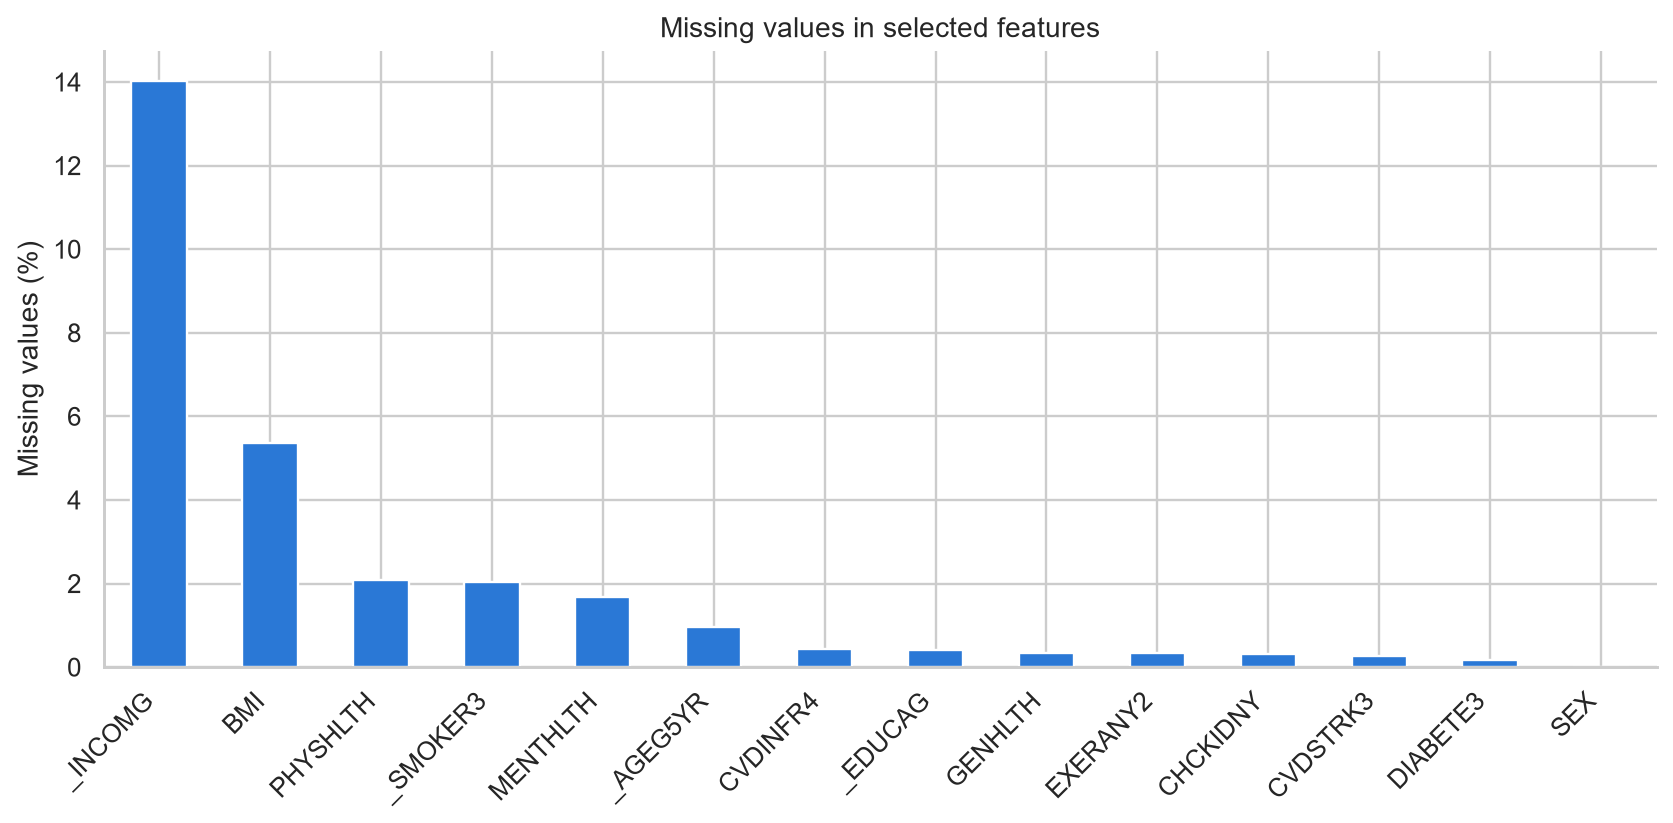 Missing values in selected features
Missing values (%)
14
12
10
8
6
4
2
0
_INCOMG
BMI
PHYSHLTH
_SMOKER3
MENTHLTH
_AGEG5YR
CVDINFR4
_EDUCAG
GENHLTH
EXERANY2
CHCKIDNY
CVDSTRK3
DIABETE3
SEX